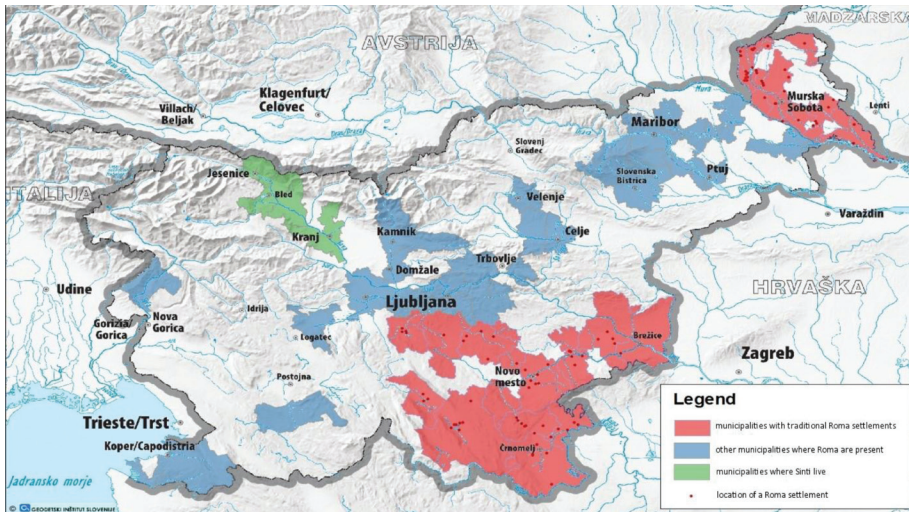 MADŽARSKA
AVSTRIJA
Klagenfurt/
Celovec
Villach/
Beljak
Murska
Sobota
Lenti
Mura
Maribor
Slovenj
Gradec
Jesenice
Bled
ITALIJA
Slovenska
Bistrica
Ptuj
Velenje
Varaždin
Kranj
Kamnik
Celje
Trbovlje
Domžale
HRVAŠKA
Udine
Ljubljana
Idrija
Nova
Gorica
Gorizia/
Gorica
Logatec
Brežice
Zagreb
Postojna
Novo
mesto
Trieste/Trst
Koper/Capodistria
Črnomelj
Jadransko morje
Legend
municipalities with traditional Roma settlements
other municipalities where Roma are present
municipalities where Sinti live
location of a Roma settlement
© GEODETSKI INŠTITUT SLOVENIJE